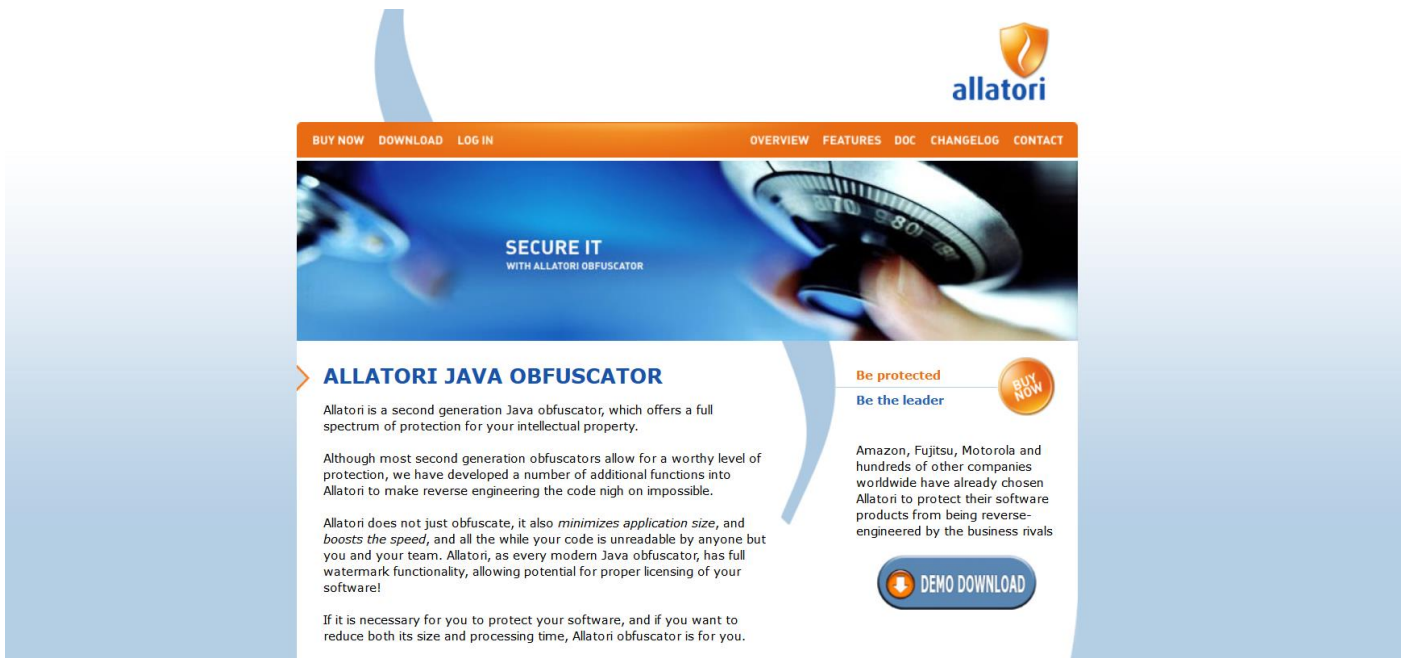 allatori
BUY NOW DOWNLOAD LOG IN OVERVIEW FEATURES DOC CHANGELOG CONTACT
70 80 90
SECURE IT
WITH ALLATORI OBFUSCATOR
ALLATORI JAVA OBFUSCATOR
Allatori is a second generation Java obfuscator, which offers a full
spectrum of protection for your intellectual property.
Although most second generation obfuscators allow for a worthy level of
protection, we have developed a number of additional functions into
Allatori to make reverse engineering the code nigh on impossible.
Allatori does not just obfuscate, it also minimizes application size, and
boosts the speed, and all the while your code is unreadable by anyone but
you and your team. Allatori, as every modern Java obfuscator, has full
watermark functionality, allowing potential for proper licensing of your
software!
If it is necessary for you to protect your software, and if you want to
reduce both its size and processing time, Allatori obfuscator is for you.
Be protected
Be the leader
BUY
NOW
Amazon, Fujitsu, Motorola and
hundreds of other companies
worldwide have already chosen
Allatori to protect their software
products from being reverse-
engineered by the business rivals
DEMO DOWNLOAD